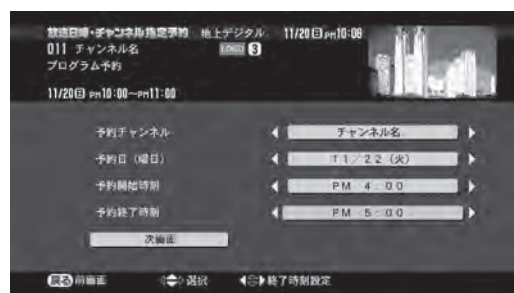 放送日時・チャンネル指定予約 地上デジタル 11/20日PM10:08
011 チャンネル名 LOGO 3
プログラム予約
11/20日 PM10:00~PM11:00
予約チャンネル チャンネル名
予約日(曜日) 11/22(火)
予約開始時刻 PM 4:00
予約終了時刻 PM 5:00
次画面
戻る 前画面 選択 終了時刻設定